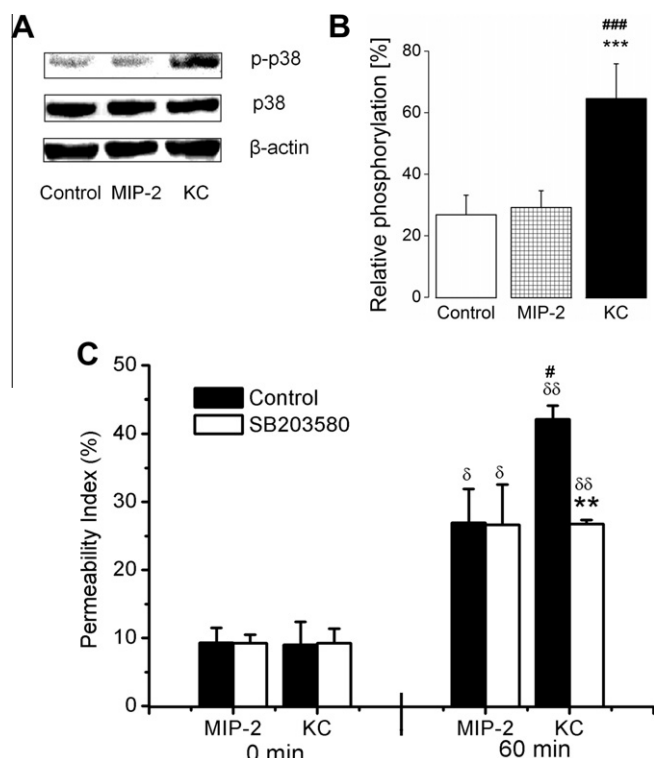 A
p-p38
p38
β-actin
Control MIP-2 KC
B
Relative phosphorylation [%]
80
60
40
20
0
###
***
Control MIP-2 KC
C
Permeability Index (%)
50
40
30
20
10
0
Control
SB203580
#
δδ
δ δ
δδ
**
MIP-2 KC MIP-2 KC
0 min 60 min